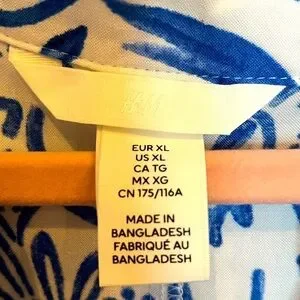 H&M
EUR XL
US XL
CA TG
MX XG
CN 175/116A
MADE IN
BANGLADESH
FABRIQUÉ AU
BANGLADESH